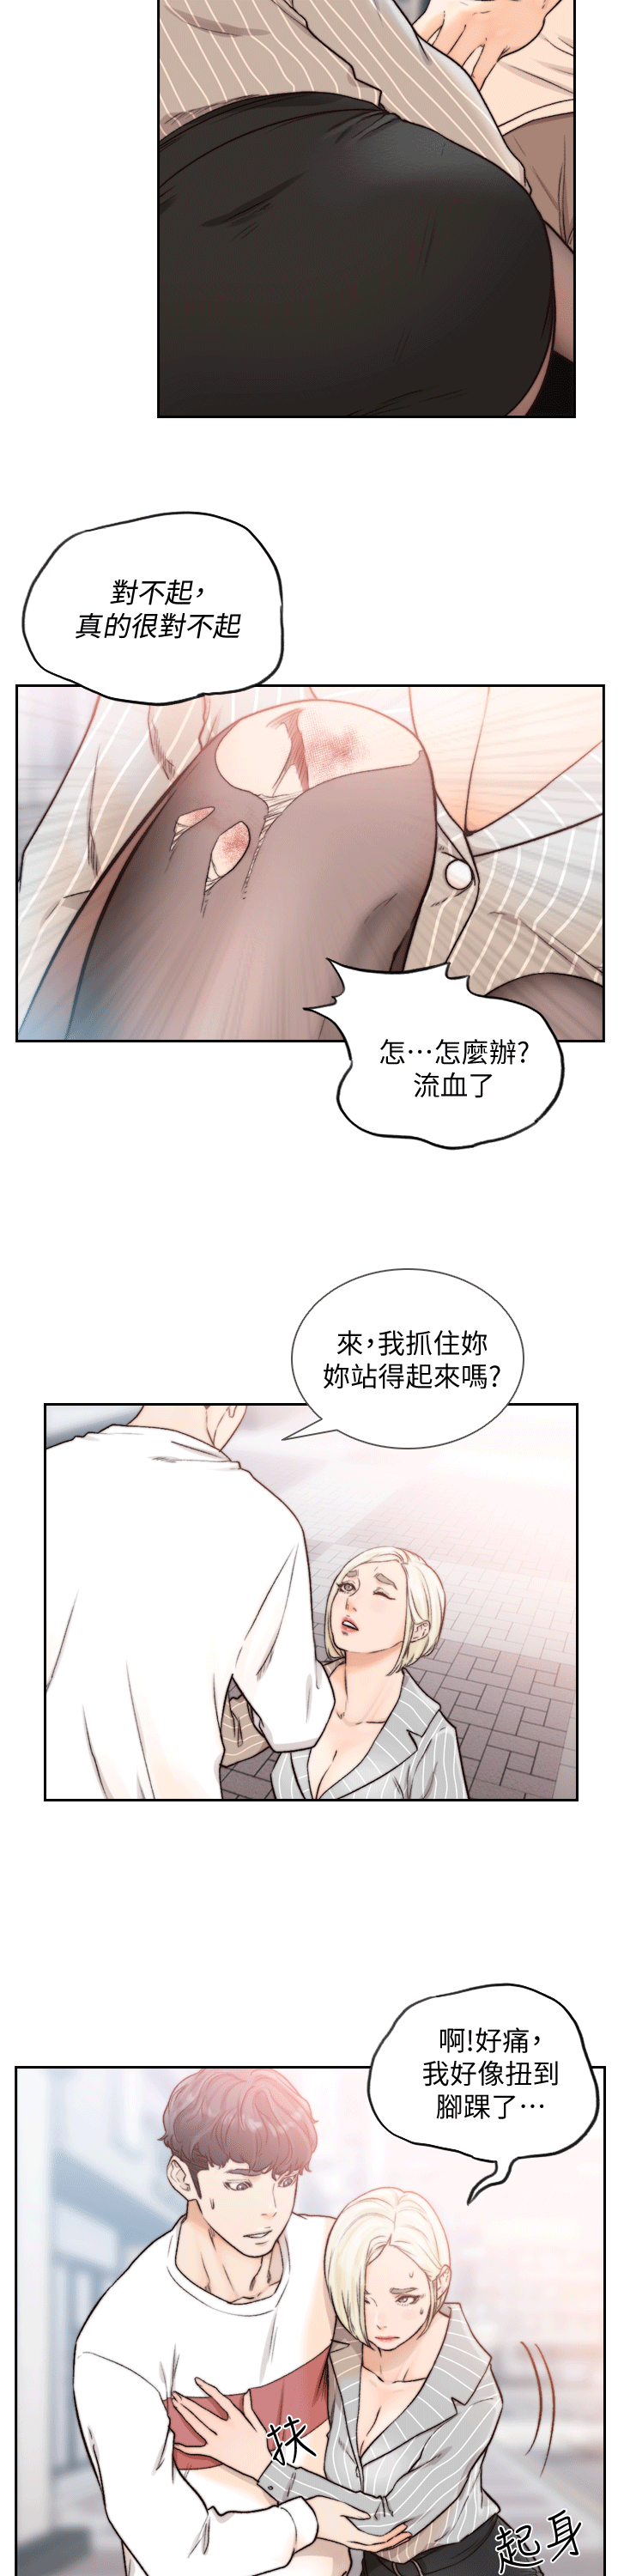 對不起，
真的很對不起
怎⋯怎麼辦?
流血了
來，我抓住妳
妳站得起來嗎?
啊!好痛，
我好像扭到
腳踝了⋯
扶
起身